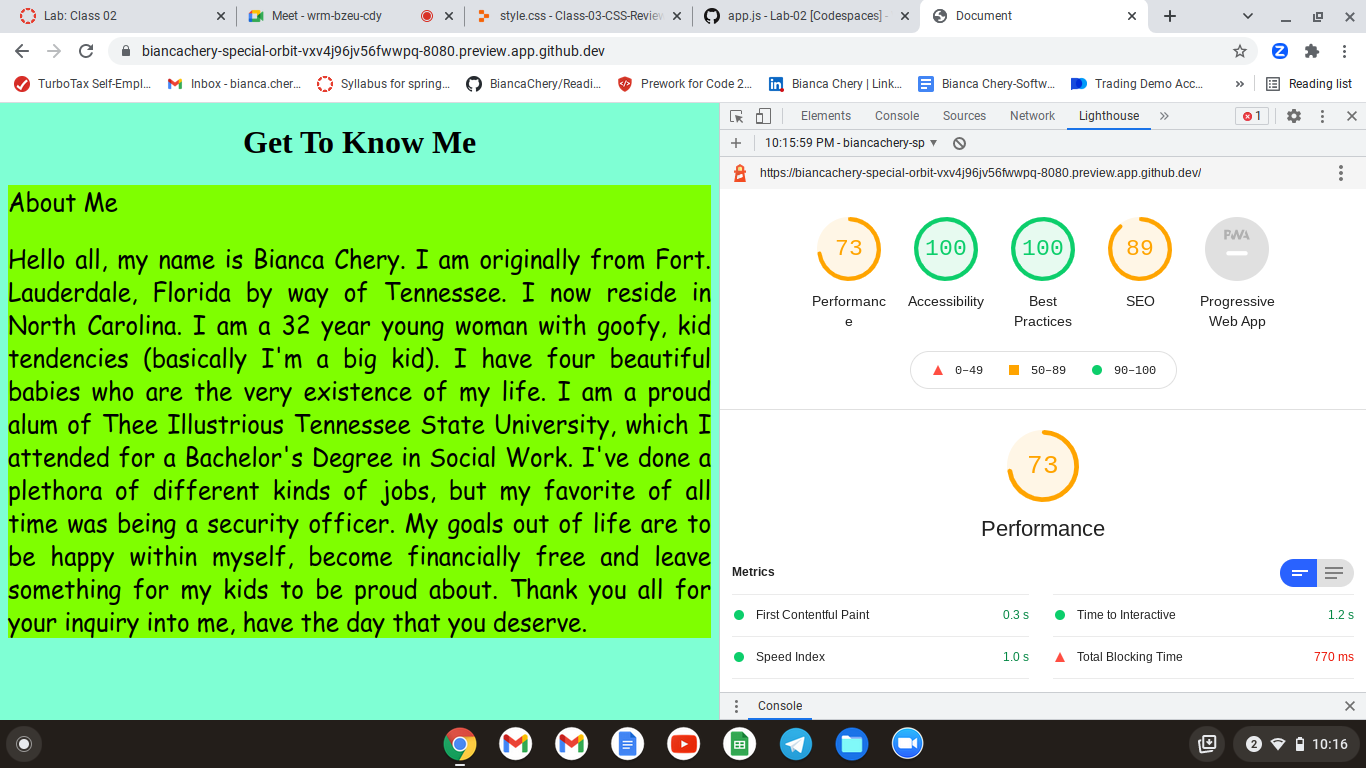 Lab: Class 02
Meet - wrm-bzeu-cdy
style.css - Class-03-CSS-Review
app.js - Lab-02 [Codespaces] -
Document
biancachery-special-orbit-vxv4j96jv56fwwpq-8080.preview.app.github.dev
TurboTax Self-Empl...
Inbox - bianca.cher...
Syllabus for spring...
BiancaChery/Readi...
Prework for Code 2...
Bianca Chery | Link...
Bianca Chery-Softw...
Trading Demo Acc...
»
Reading list
Get To Know Me
About Me
Hello all, my name is Bianca Chery. I am originally from Fort.
Lauderdale, Florida by way of Tennessee. I now reside in
North Carolina. I am a 32 year young woman with goofy, kid
tendencies (basically I'm a big kid). I have four beautiful
babies who are the very existence of my life. I am a proud
alum of Thee Illustrious Tennessee State University, which I
attended for a Bachelor's Degree in Social Work. I've done a
plethora of different kinds of jobs, but my favorite of all
time was being a security officer. My goals out of life are to
be happy within myself, become financially free and leave
something for my kids to be proud about. Thank you all for
your inquiry into me, have the day that you deserve.
Elements
Console
Sources
Network
Lighthouse
»
1
10:15:59 PM - biancachery-sp
https://biancachery-special-orbit-vxv4j96jv56fwwpq-8080.preview.app.github.dev/
73
100
100
89
PWA
Performanc
e
Accessibility
Best
Practices
SEO
Progressive
Web App
0–49
50–89
90–100
73
Performance
Metrics
First Contentful Paint
0.3 s
Time to Interactive
1.2 s
Speed Index
1.0 s
Total Blocking Time
770 ms
Console
2
10:16